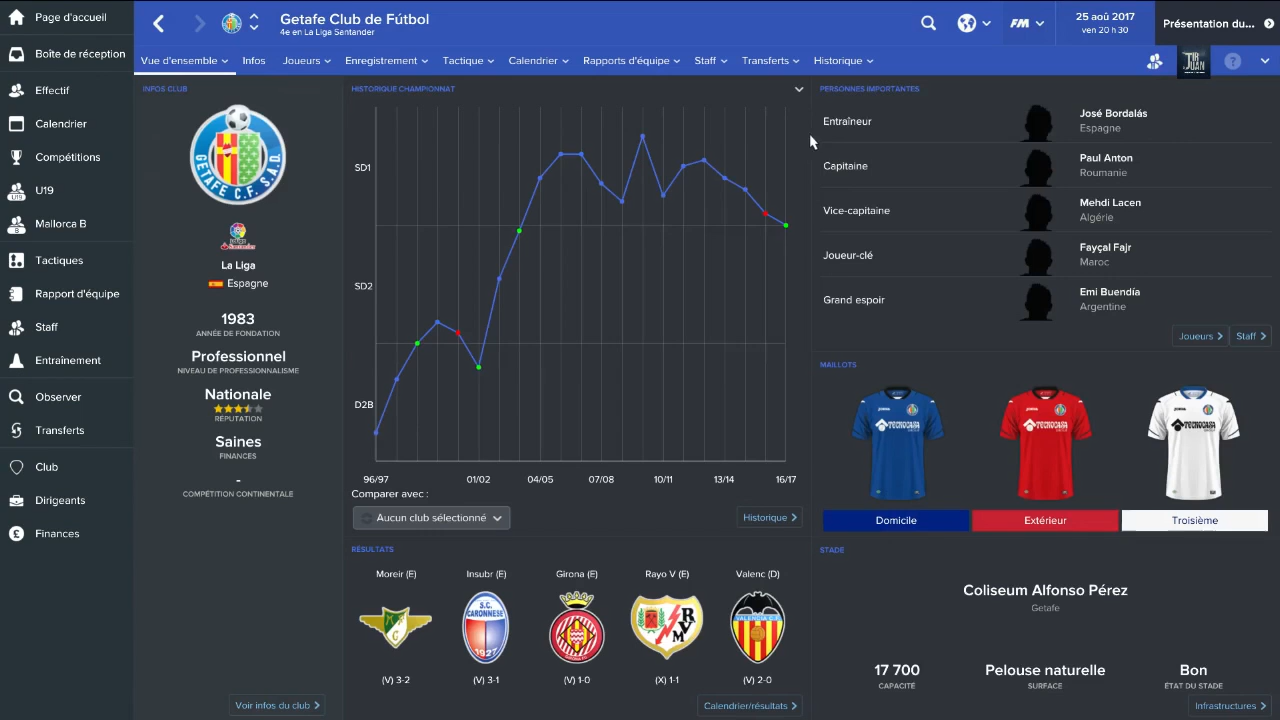 Page d'accueil
Boîte de réception
Effectif
Calendrier
Compétitions
U19
U19
Mallorca B
B
Tactiques
Rapport d'équipe
Staff
Entraînement
Observer
Transferts
Club
Dirigeants
Finances
Getafe Club de Fútbol
4e en La Liga Santander
FM
25 aoû 2017
ven 20 h 30
Présentation du...
Vue d'ensemble
Infos
Joueurs
Enregistrement
Tactique
Calendrier
Rapports d'équipe
Staff
Transferts
Historique
INFOS CLUB
GETAFE C.F. S.A.D.
La Liga
Espagne
1983
ANNÉE DE FONDATION
Professionnel
NIVEAU DE PROFESSIONNALISME
Nationale
RÉPUTATION
Saines
FINANCES
-
COMPÉTITION CONTINENTALE
Voir infos du club
HISTORIQUE CHAMPIONNAT
SD1
SD2
D2B
96/97 01/02 04/05 07/08 10/11 13/14 16/17
Comparer avec :
Aucun club sélectionné
Historique
RÉSULTATS
Moreir (E) Insubr (E) Girona (E) Rayo V (E) Valenc (D)
S.C.
CARONNESE
1927
(V) 3-2 (V) 3-1 (V) 1-0 (X) 1-1 (V) 2-0
Calendrier/résultats
PERSONNES IMPORTANTES
Entraîneur
José Bordalás
Espagne
Capitaine
Paul Anton
Roumanie
Vice-capitaine
Mehdi Lacen
Algérie
Joueur-clé
Fayçal Fajr
Maroc
Grand espoir
Emi Buendía
Argentine
Joueurs
Staff
MAILLOTS
TECNOCASA TECNOCASA TECNOCASA
Domicile Extérieur Troisième
STADE
Coliseum Alfonso Pérez
Getafe
17 700
CAPACITÉ
Pelouse naturelle
SURFACE
Bon
ÉTAT DU STADE
Infrastructures